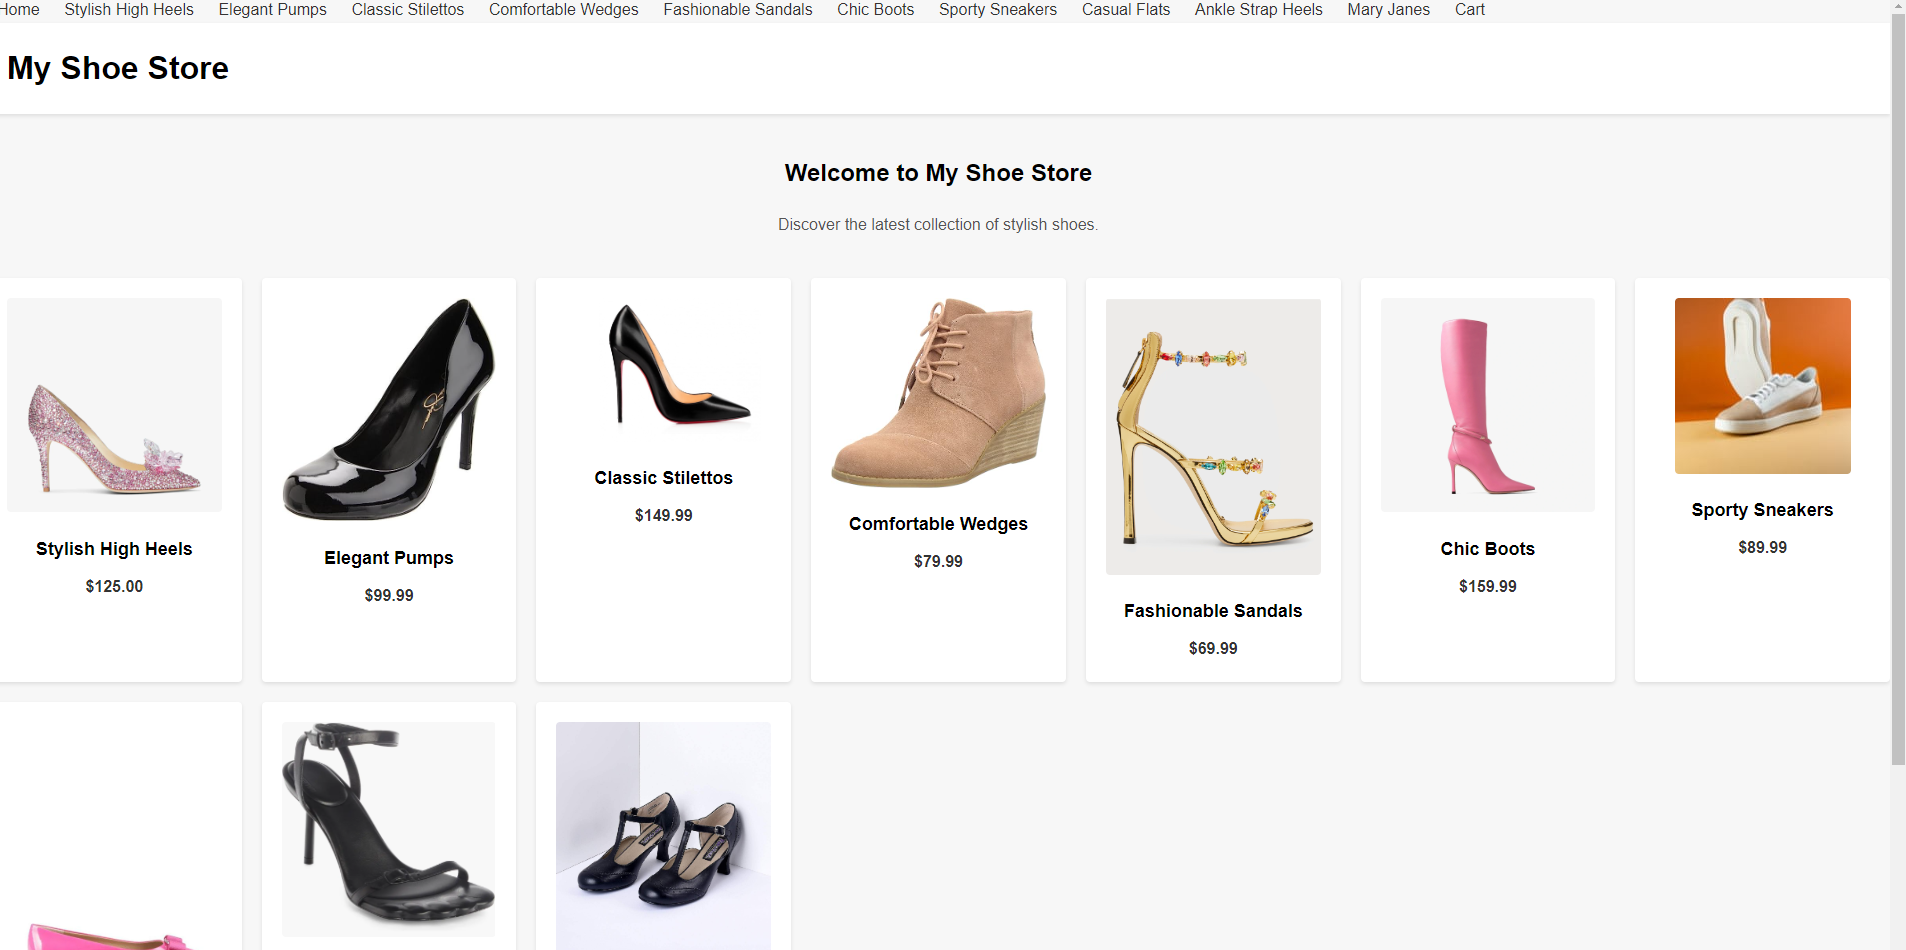 Home Stylish High Heels Elegant Pumps Classic Stilettos Comfortable Wedges Fashionable Sandals Chic Boots Sporty Sneakers Casual Flats Ankle Strap Heels Mary Janes Cart
My Shoe Store
Welcome to My Shoe Store
Discover the latest collection of stylish shoes.
Stylish High Heels
$125.00
Elegant Pumps
$99.99
Classic Stilettos
$149.99
Comfortable Wedges
$79.99
Fashionable Sandals
$69.99
Chic Boots
$159.99
Sporty Sneakers
$89.99